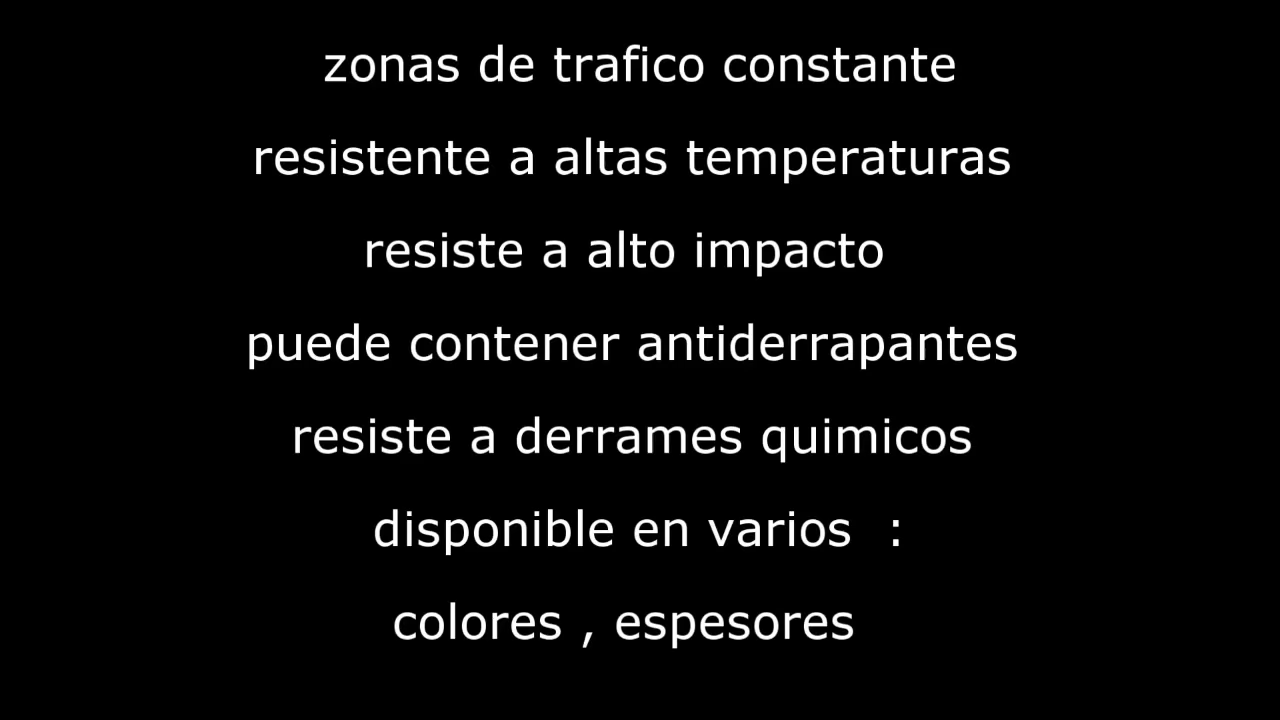 zonas de trafico constante
resistente a altas temperaturas
resiste a alto impacto
puede contener antiderrapantes
resiste a derrames quimicos
disponible en varios  :
colores , espesores